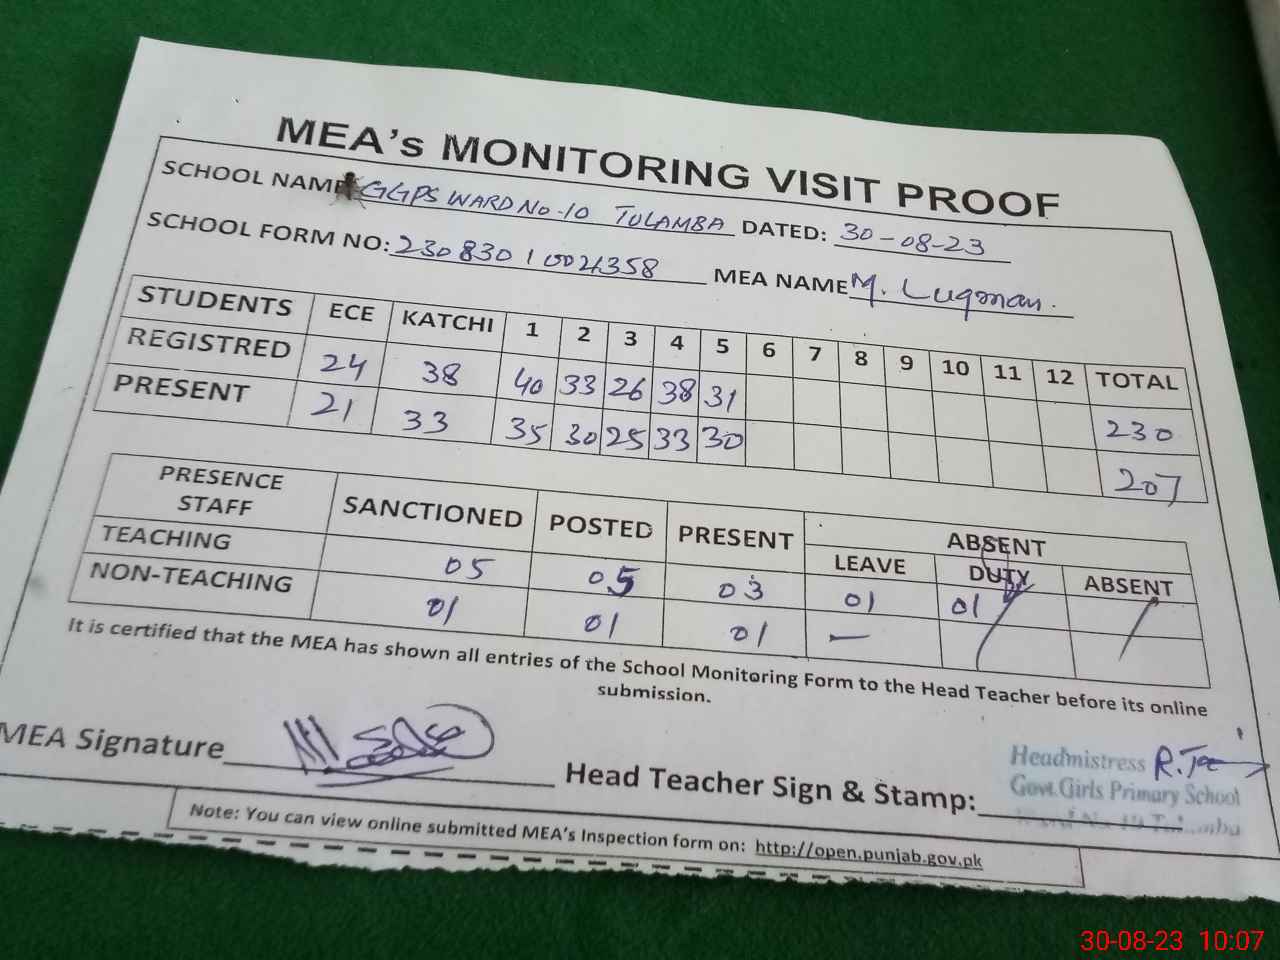 MEA's MONITORING VISIT PROOF
SCHOOL NAME GGPS WARD No-10 TULAMBA DATED: 30-08-23
SCHOOL FORM NO: 23083010004358 MEA NAME M. Luqman.
STUDENTS ECE KATCHI 1 2 3 4 5 6 7 8 9 10 11 12 TOTAL
REGISTRED 24 38 40 33 26 38 31 230
PRESENT 21 33 35 30 25 33 30 207
PRESENCE STAFF SANCTIONED POSTED PRESENT ABSENT
LEAVE DUTY ABSENT
TEACHING 05 05 03 01 01
NON-TEACHING 01 01 01 —
It is certified that the MEA has shown all entries of the School Monitoring Form to the Head Teacher before its online
submission.
MEA Signature
Head Teacher Sign & Stamp:
Headmistress
Govt.Girls Primary School
Ward No 10 Tulamba
Note: You can view online submitted MEA's Inspection form on: http://open.punjab.gov.pk
30-08-23 10:07